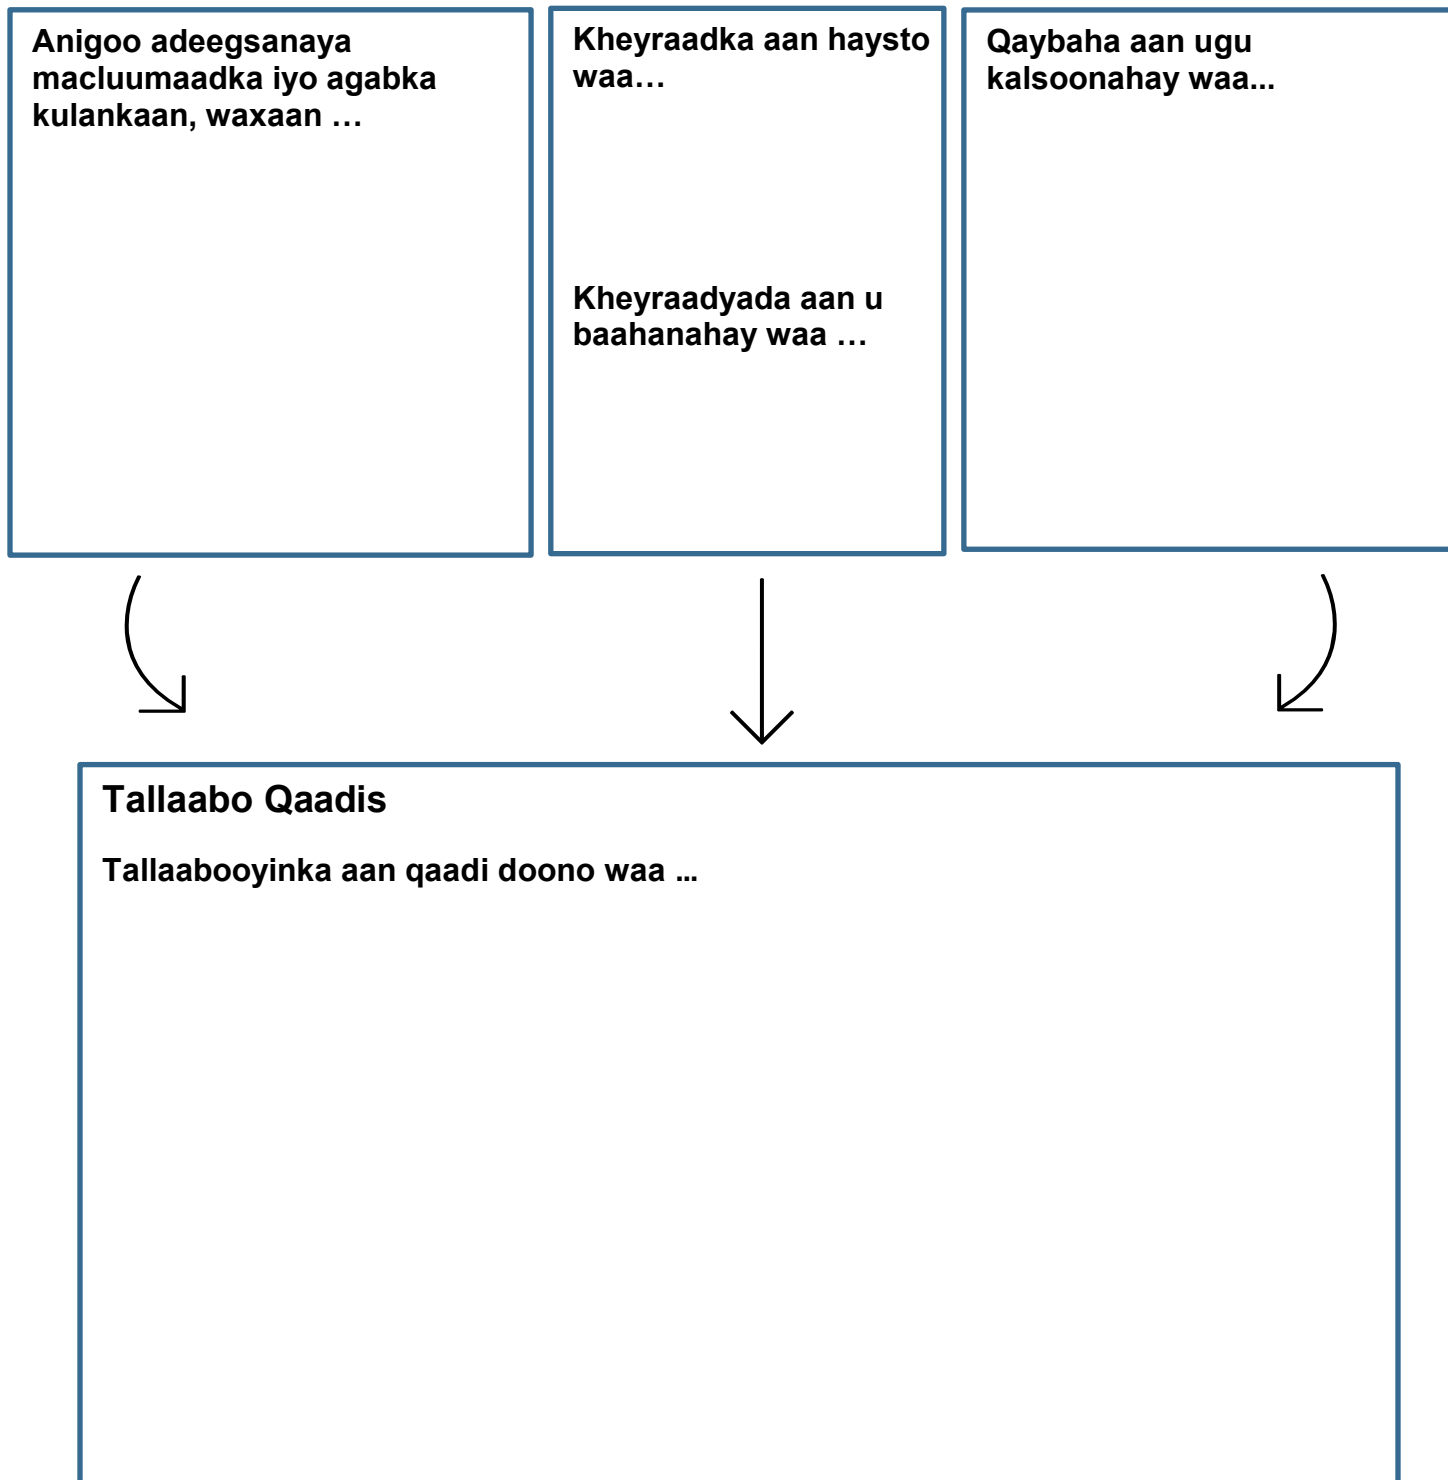 Anigoo adeegsanaya
macluumaadka iyo agabka
kulankaan, waxaan …
Kheyraadka aan haysto
waa…
Kheyraadyada aan u
baahanahay waa …
Qaybaha aan ugu
kalsoonahay waa...
Tallaabo Qaadis
Tallaabooyinka aan qaadi doono waa ...